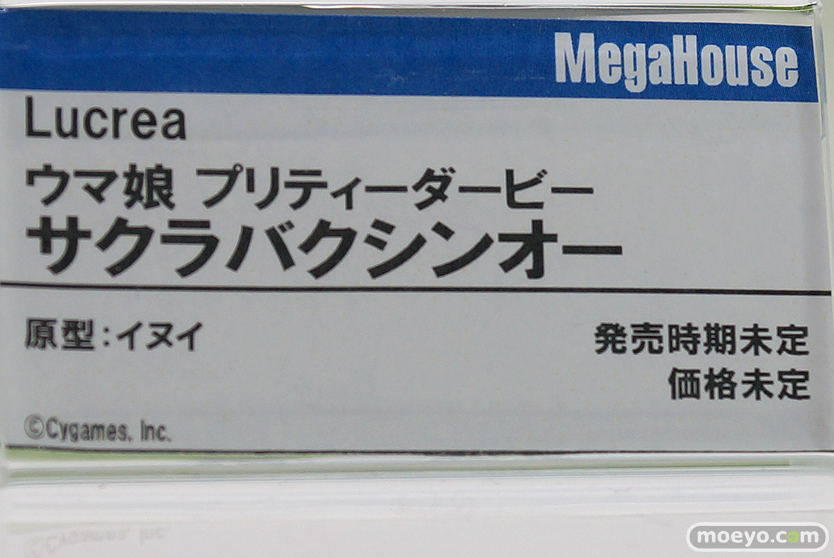 MegaHouse
Lucrea
ウマ娘 プリティーダービー
サクラバクシンオー
原型：イヌイ
発売時期未定
価格未定
©Cygames, Inc.
©Cygames, Inc.
moeyo.com